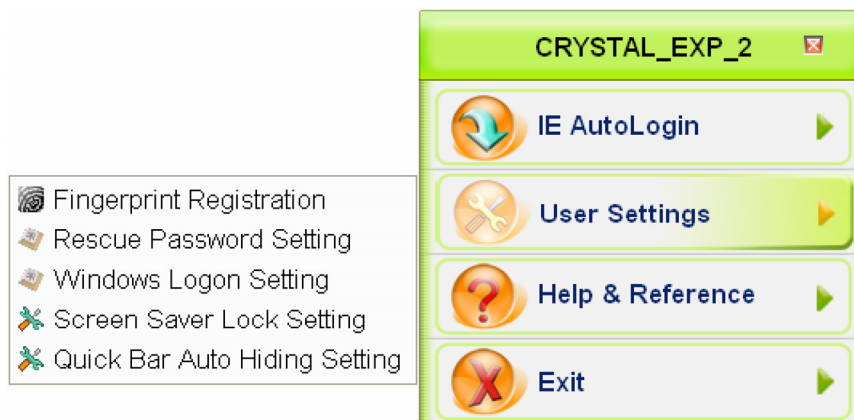 CRYSTAL_EXP_2
IE AutoLogin
User Settings
Help & Reference
Exit
Fingerprint Registration
Rescue Password Setting
Windows Logon Setting
Screen Saver Lock Setting
Quick Bar Auto Hiding Setting